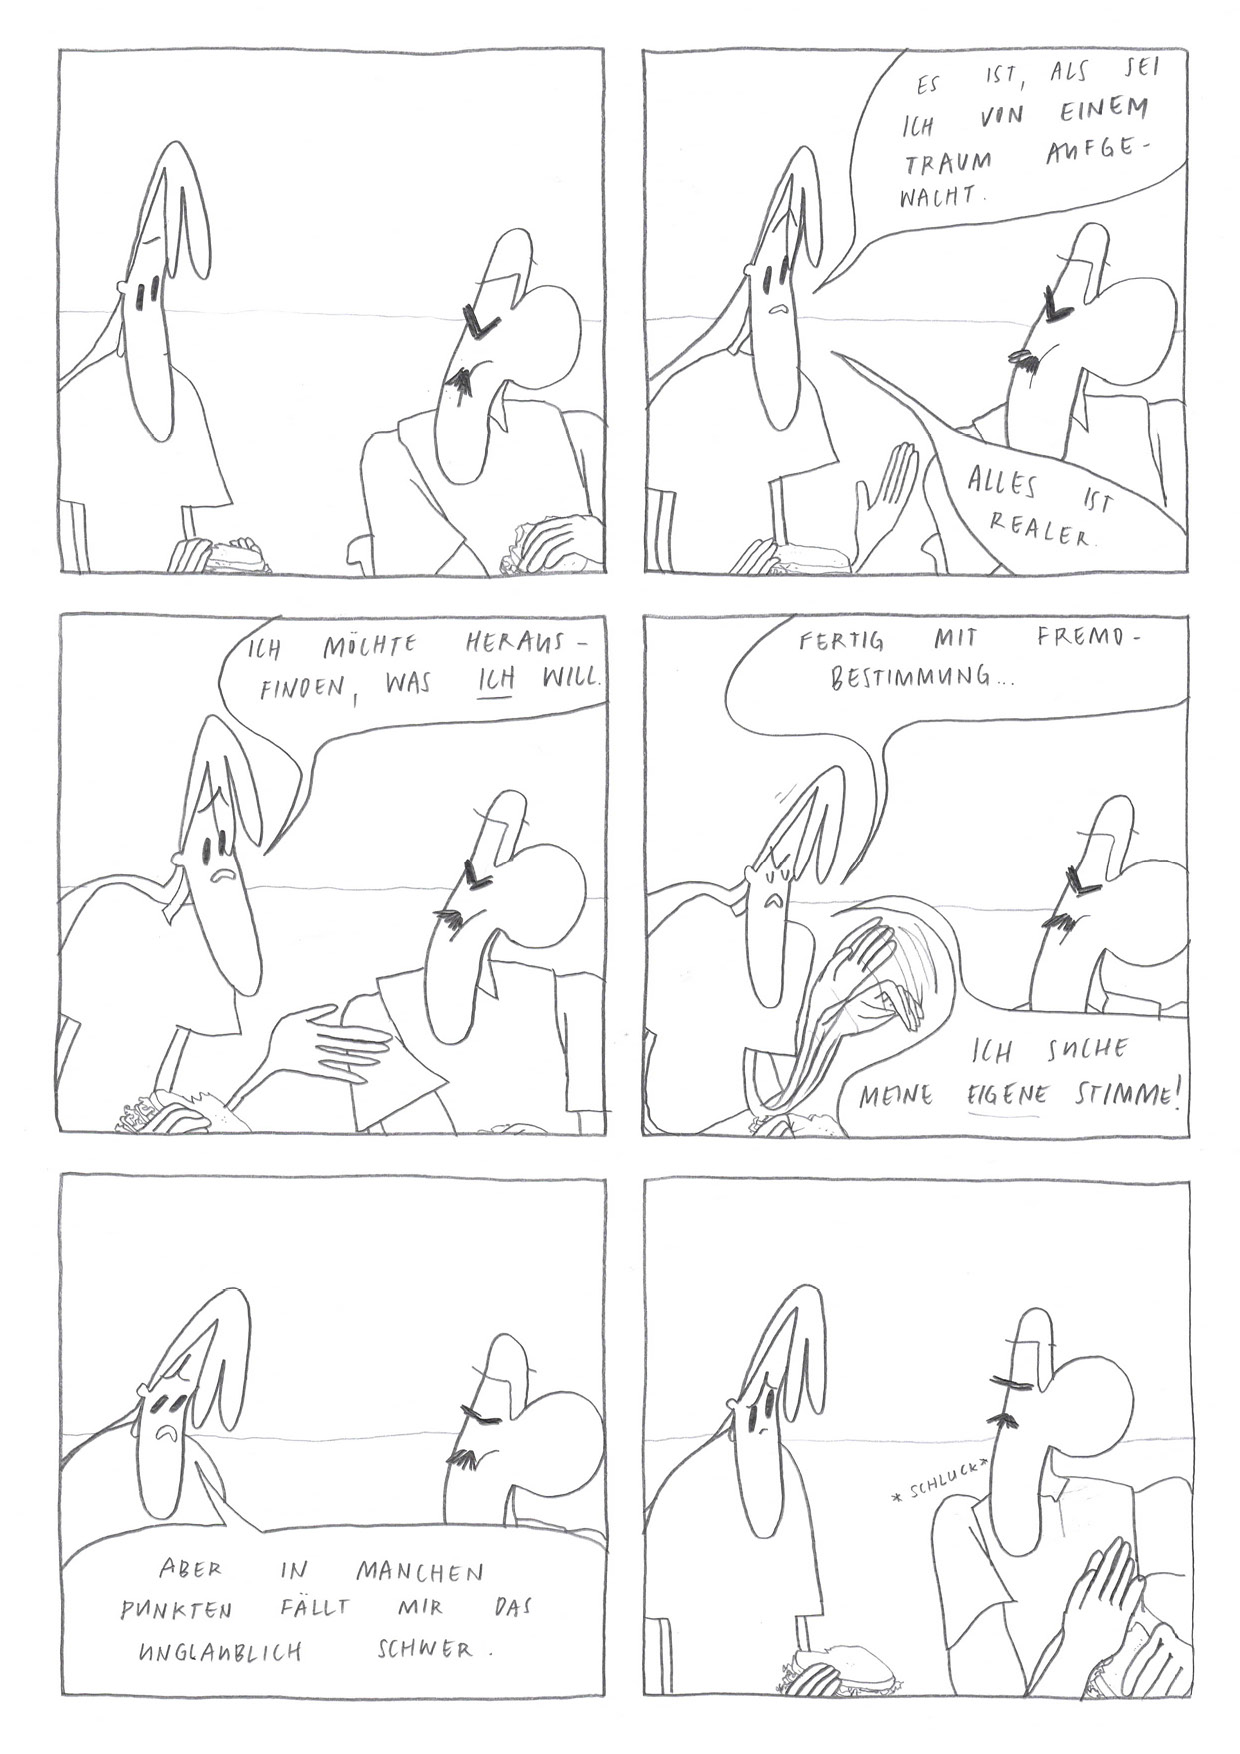 ES IST, ALS SEI
ICH VON EINEM
TRAUM AUFGE-
WACHT.
ALLES IST
REALER.
ICH MÖCHTE HERAUS-
FINDEN, WAS ICH WILL.
FERTIG MIT FREMD-
BESTIMMUNG...
ICH SUCHE
MEINE EIGENE STIMME!
ABER IN MANCHEN
PUNKTEN FÄLLT MIR DAS
UNGLAUBLICH SCHWER.
*SCHLUCK*